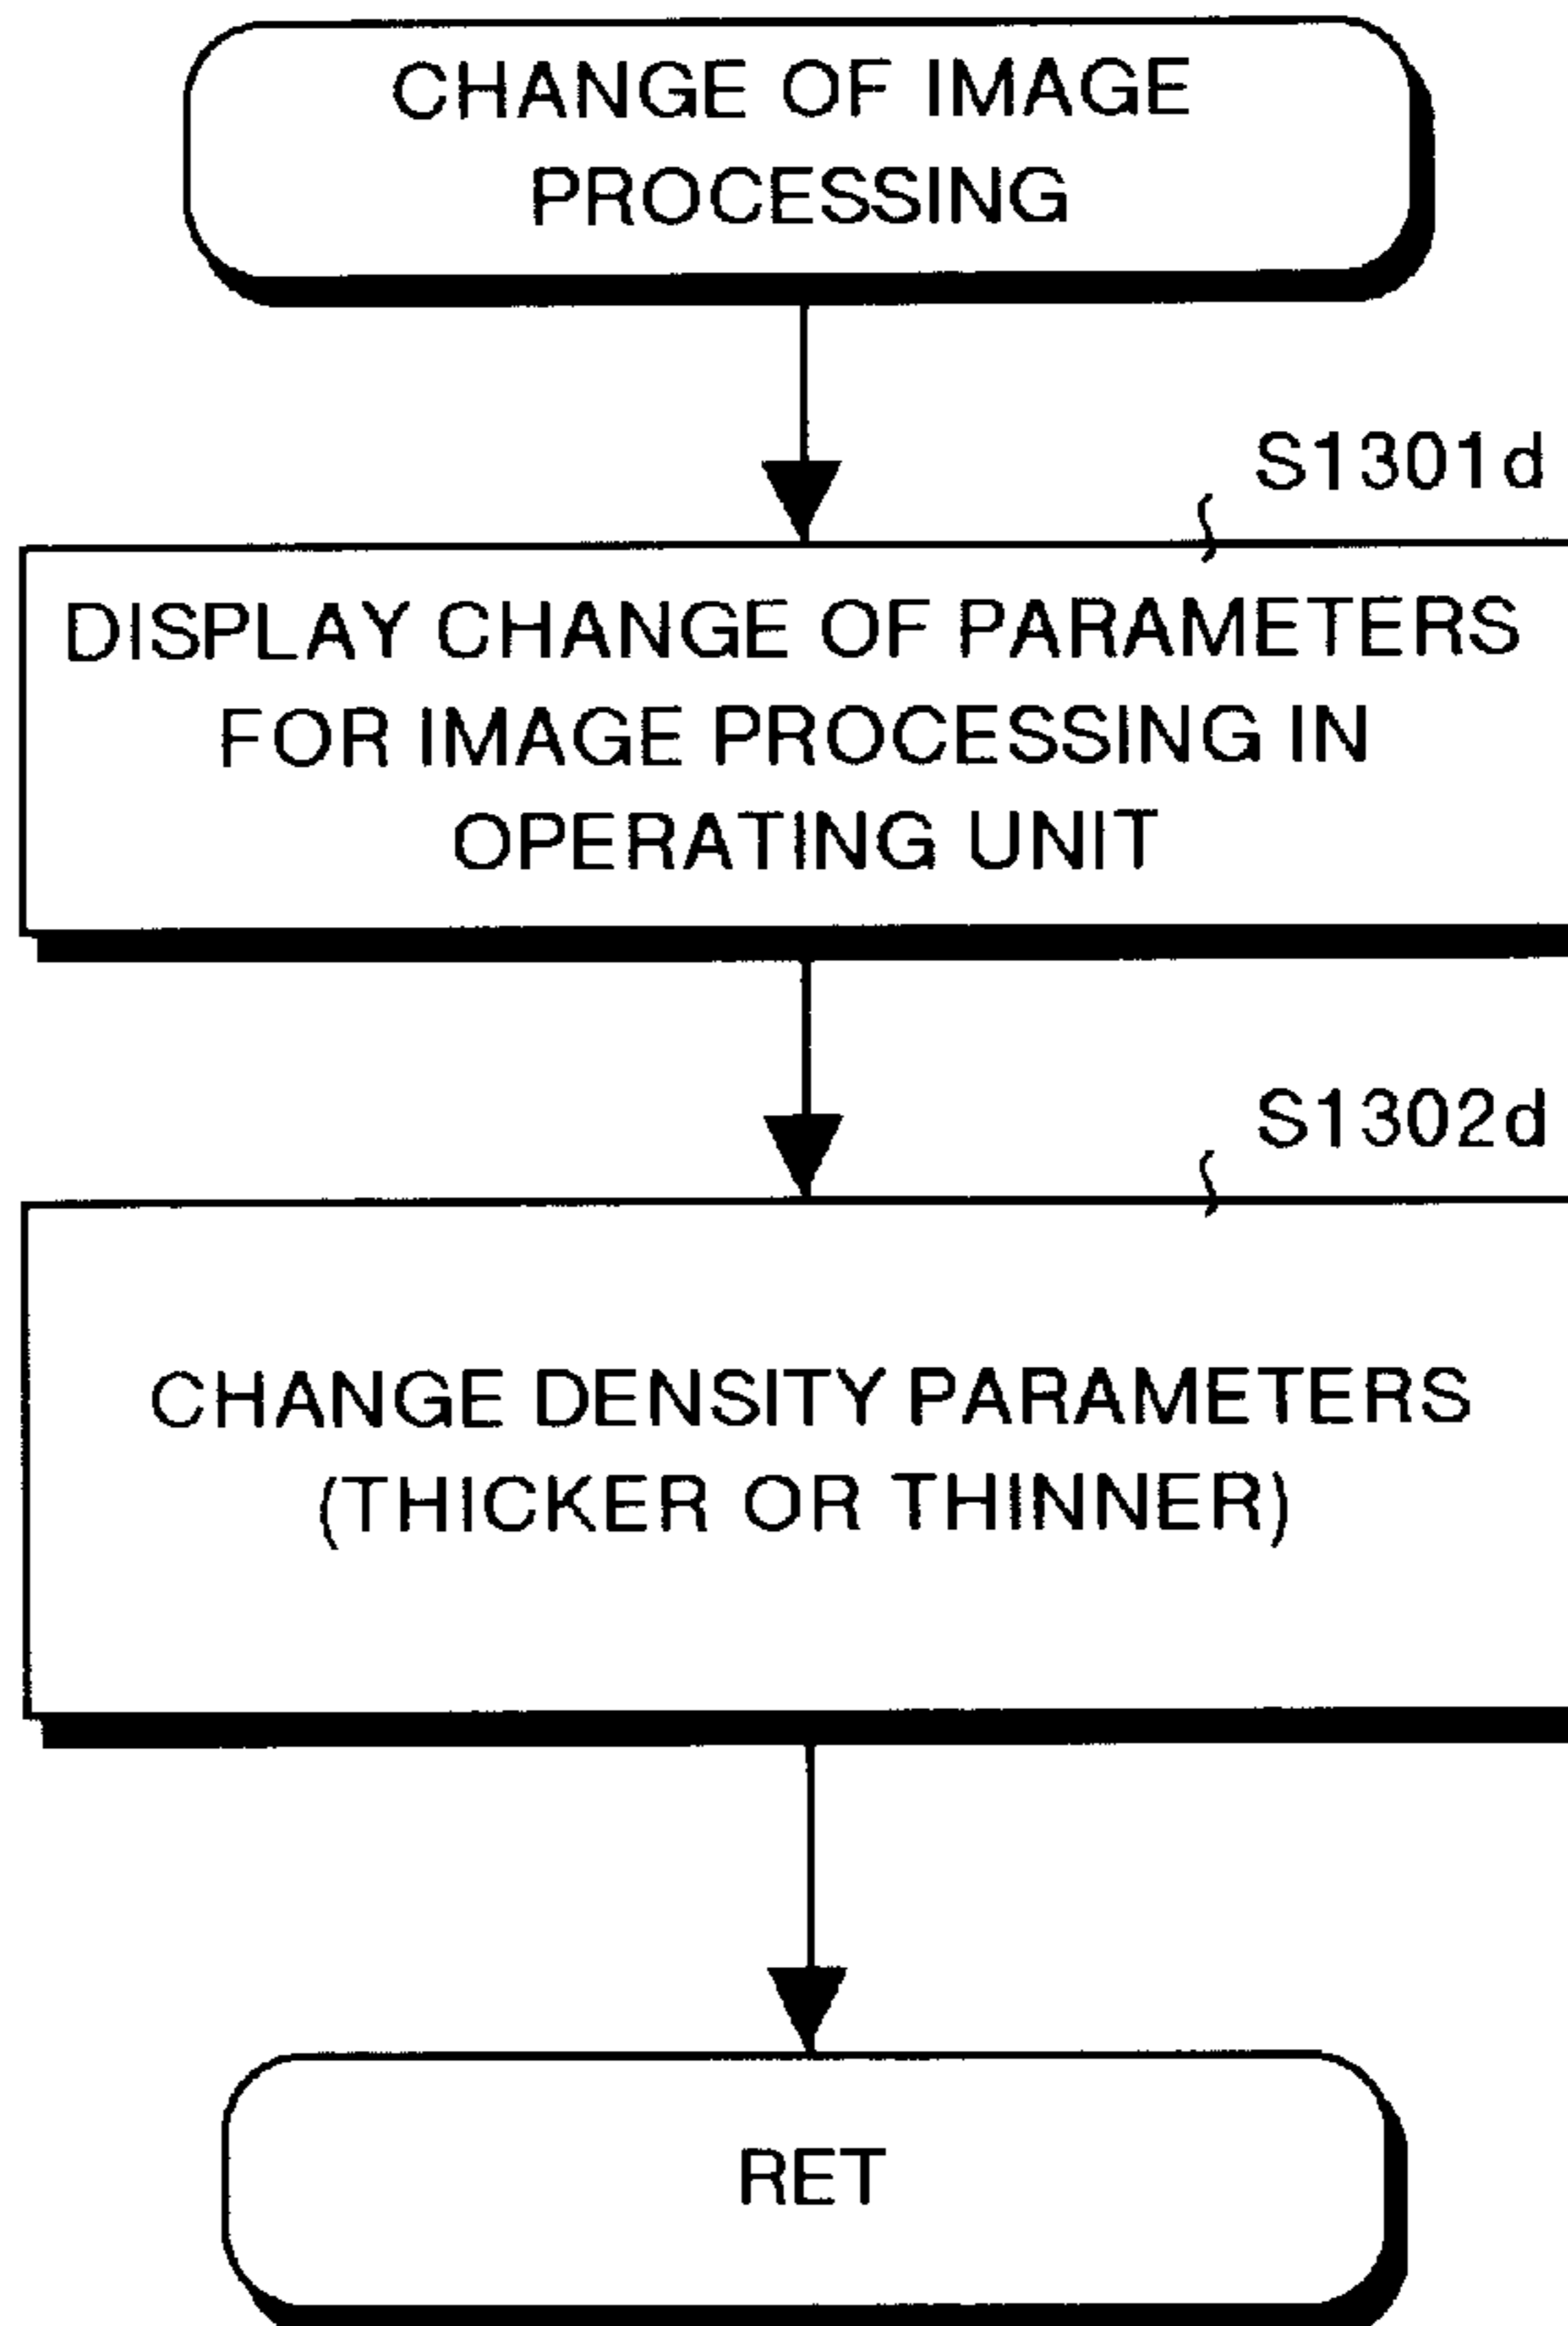 CHANGE OF IMAGE
PROCESSING
S1301d
DISPLAY CHANGE OF PARAMETERS
FOR IMAGE PROCESSING IN
OPERATING UNIT
S1302d
CHANGE DENSITY PARAMETERS
(THICKER OR THINNER)
RET